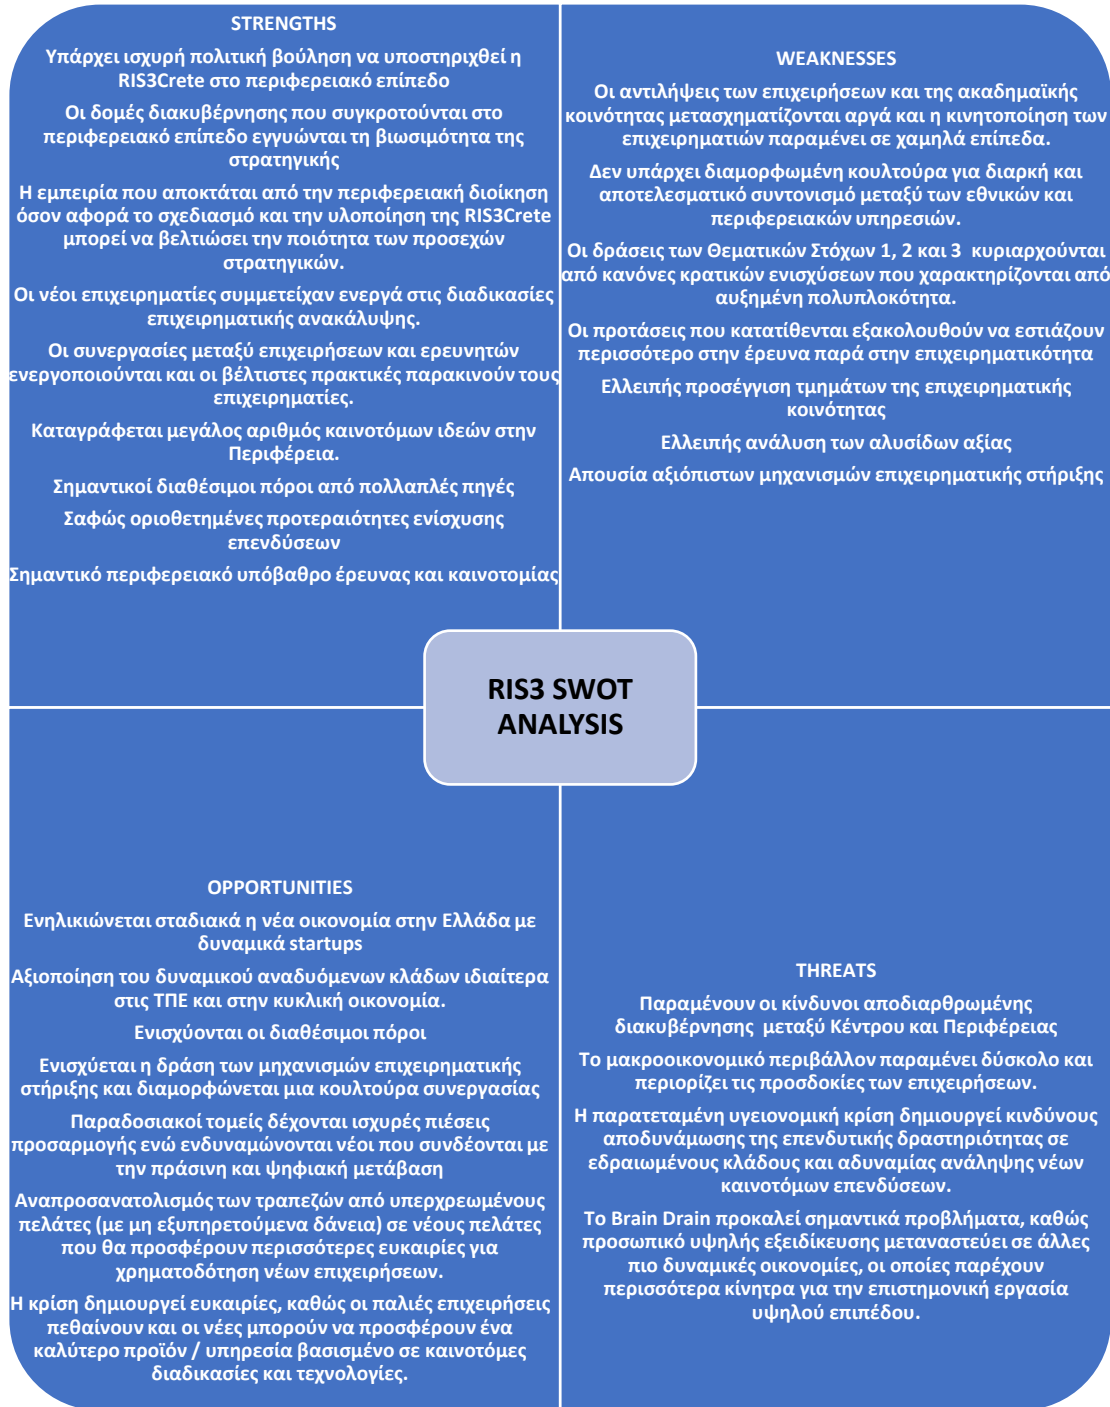 STRENGTHS
Υπάρχει ισχυρή πολιτική βούληση να υποστηριχθεί η
RIS3Crete στο περιφερειακό επίπεδο
Οι δομές διακυβέρνησης που συγκροτούνται στο
περιφερειακό επίπεδο εγγυώνται τη βιωσιμότητα της
στρατηγικής
Η εμπειρία που αποκτάται από την περιφερειακή διοίκηση
όσον αφορά το σχεδιασμό και την υλοποίηση της RIS3Crete
μπορεί να βελτιώσει την ποιότητα των προσεχών
στρατηγικών.
Οι νέοι επιχειρηματίες συμμετείχαν ενεργά στις διαδικασίες
επιχειρηματικής ανακάλυψης.
Οι συνεργασίες μεταξύ επιχειρήσεων και ερευνητών
ενεργοποιούνται και οι βέλτιστες πρακτικές παρακινούν τους
επιχειρηματίες.
Καταγράφεται μεγάλος αριθμός καινοτόμων ιδεών στην
Περιφέρεια.
Σημαντικοί διαθέσιμοι πόροι από πολλαπλές πηγές
Σαφώς οριοθετημένες προτεραιότητες ενίσχυσης
επενδύσεων
Σημαντικό περιφερειακό υπόβαθρο έρευνας και καινοτομίας
WEAKNESSES
Οι αντιλήψεις των επιχειρήσεων και της ακαδημαϊκής
κοινότητας μετασχηματίζονται αργά και η κινητοποίηση των
επιχειρηματιών παραμένει σε χαμηλά επίπεδα.
Δεν υπάρχει διαμορφωμένη κουλτούρα για διαρκή και
αποτελεσματικό συντονισμό μεταξύ των εθνικών και
περιφερειακών υπηρεσιών.
Οι δράσεις των Θεματικών Στόχων 1, 2 και 3 κυριαρχούνται
από κανόνες κρατικών ενισχύσεων που χαρακτηρίζονται από
αυξημένη πολυπλοκότητα.
Οι προτάσεις που κατατίθενται εξακολουθούν να εστιάζουν
περισσότερο στην έρευνα παρά στην επιχειρηματικότητα
Ελλειπής προσέγγιση τμημάτων της επιχειρηματικής
κοινότητας
Ελλειπής ανάλυση των αλυσίδων αξίας
Απουσία αξιόπιστων μηχανισμών επιχειρηματικής στήριξης
RIS3 SWOT
ANALYSIS
OPPORTUNITIES
Ενηλικιώνεται σταδιακά η νέα οικονομία στην Ελλάδα με
δυναμικά startups
Αξιοποίηση του δυναμικού αναδυόμενων κλάδων ιδιαίτερα
στις ΤΠΕ και στην κυκλική οικονομία.
Ενισχύονται οι διαθέσιμοι πόροι
Ενισχύεται η δράση των μηχανισμών επιχειρηματικής
στήριξης και διαμορφώνεται μια κουλτούρα συνεργασίας
Παραδοσιακοί τομείς δέχονται ισχυρές πιέσεις
προσαρμογής ενώ ενδυναμώνονται νέοι που συνδέονται με
την πράσινη και ψηφιακή μετάβαση
Αναπροσανατολισμός των τραπεζών από υπερχρεωμένους
πελάτες (με μη εξυπηρετούμενα δάνεια) σε νέους πελάτες
που θα προσφέρουν περισσότερες ευκαιρίες για
χρηματοδότηση νέων επιχειρήσεων.
Η κρίση δημιουργεί ευκαιρίες, καθώς οι παλιές επιχειρήσεις
πεθαίνουν και οι νέες μπορούν να προσφέρουν ένα
καλύτερο προϊόν / υπηρεσία βασισμένο σε καινοτόμες
διαδικασίες και τεχνολογίες.
THREATS
Παραμένουν οι κίνδυνοι αποδιαρθρωμένης
διακυβέρνησης μεταξύ Κέντρου και Περιφέρειας
Το μακροοικονομικό περιβάλλον παραμένει δύσκολο και
περιορίζει τις προσδοκίες των επιχειρήσεων.
Η παρατεταμένη υγειονομική κρίση δημιουργεί κινδύνους
αποδυνάμωσης της επενδυτικής δραστηριότητας σε
εδραιωμένους κλάδους και αδυναμίας ανάληψης νέων
καινοτόμων επενδύσεων.
Το Brain Drain προκαλεί σημαντικά προβλήματα, καθώς
προσωπικό υψηλής εξειδίκευσης μεταναστεύει σε άλλες
πιο δυναμικές οικονομίες, οι οποίες παρέχουν
περισσότερα κίνητρα για την επιστημονική εργασία
υψηλού επιπέδου.